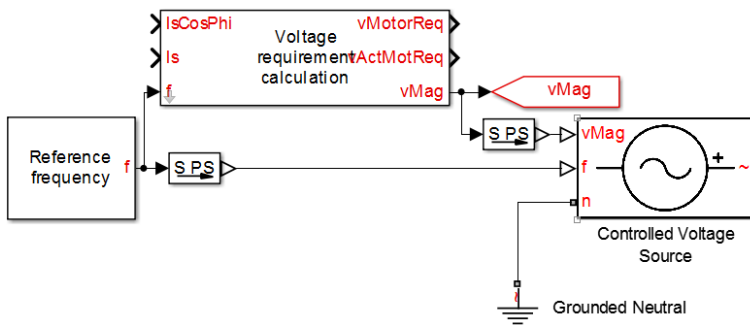 IsCosPhi
vMotorReq
Voltage
requirement
calculation
Is
vActMotReq
f
vMag
vMag
Reference
frequency
f
S PS
S PS
vMag
f
n
+
~
Controlled Voltage
Source
Grounded Neutral